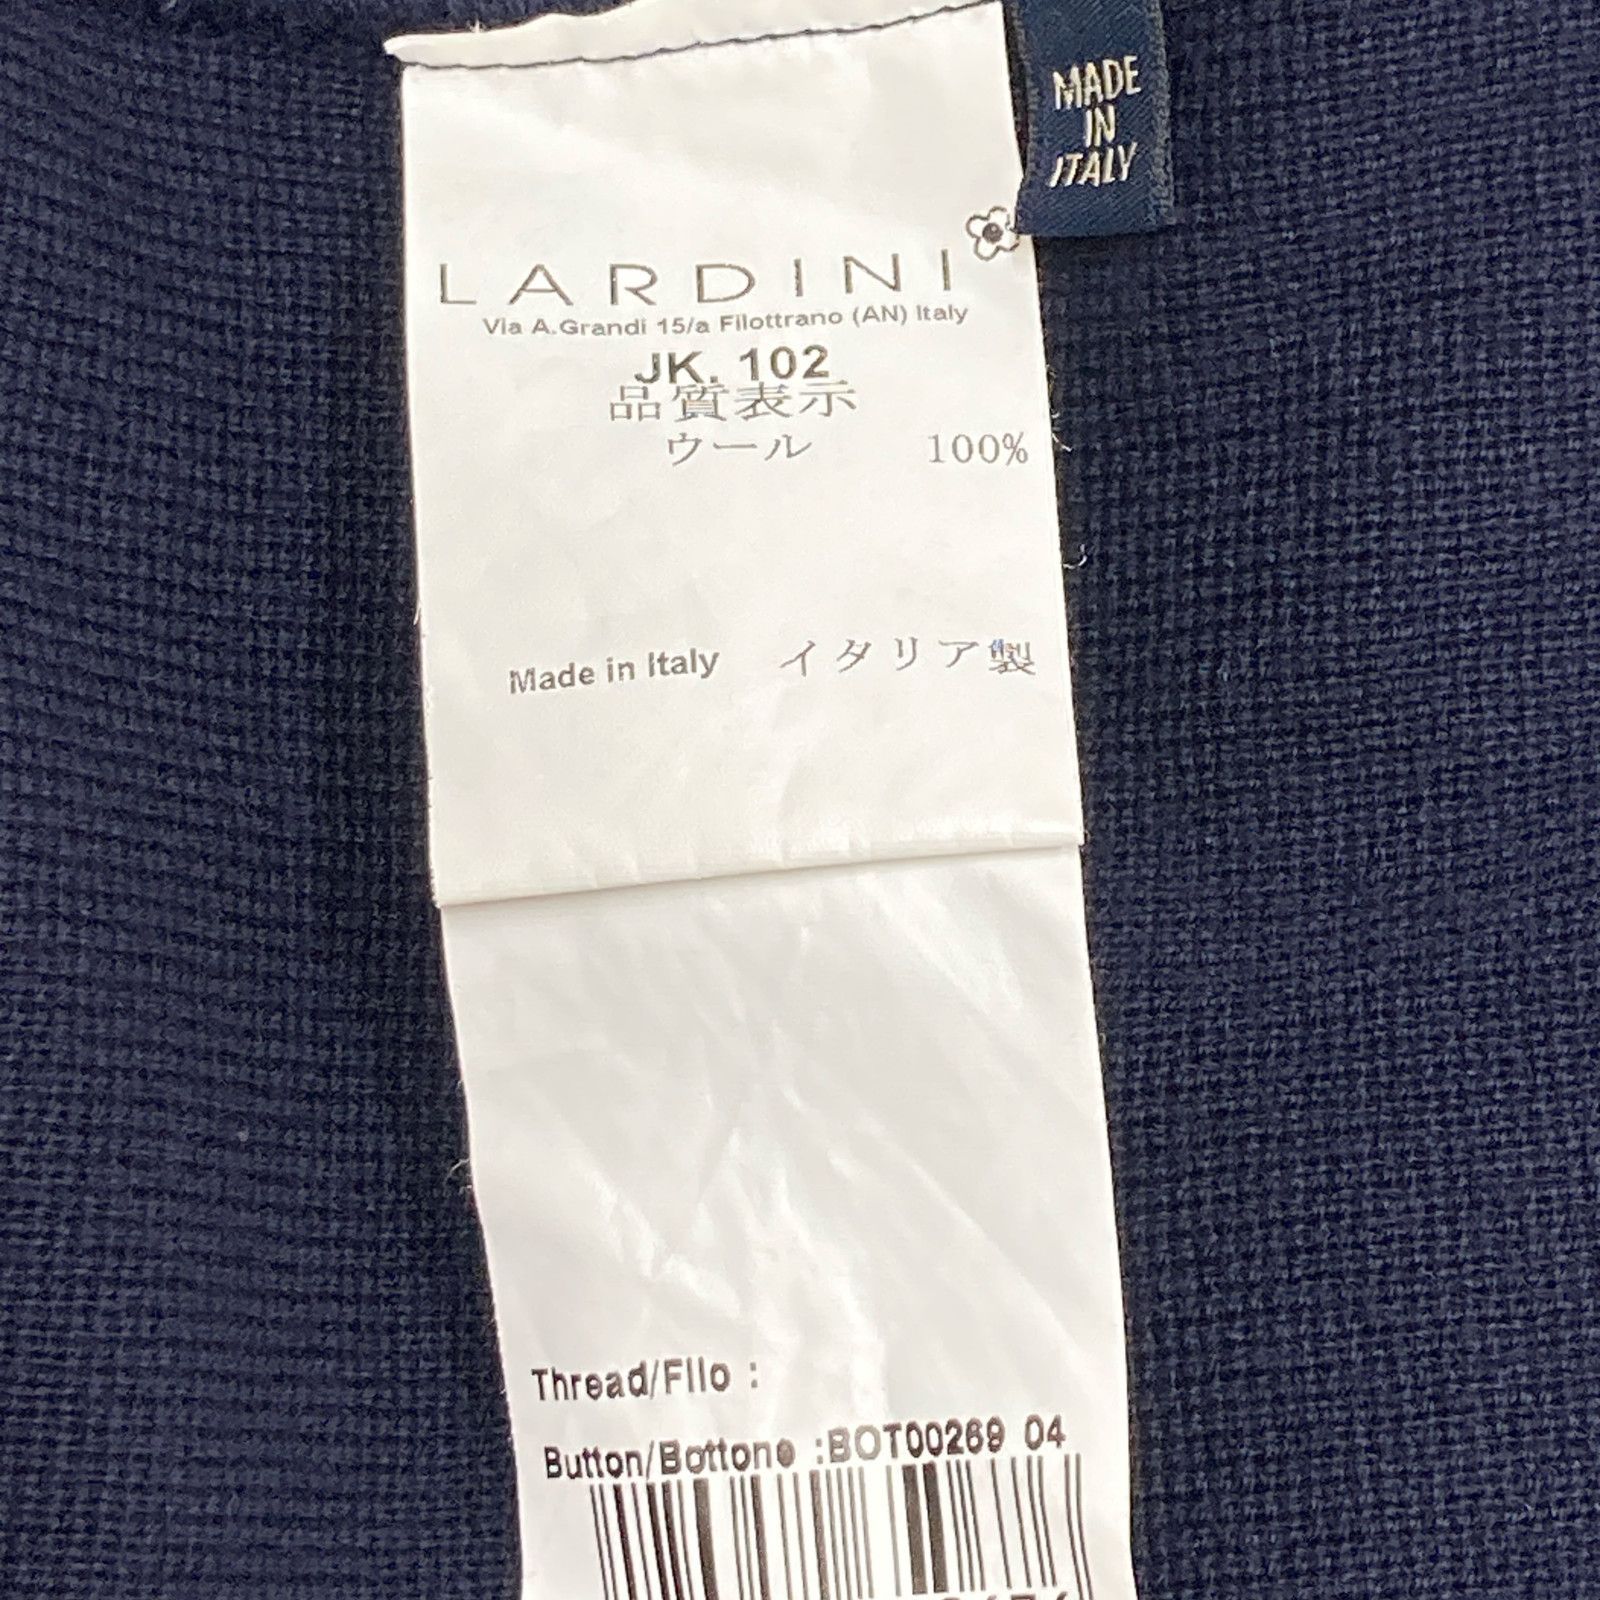 MADE
IN
ITALY
LARDINI
Via A.Grandi 15/a Filottrano (AN) Italy
JK. 102
品質表示
ウール 100%
Made in Italy イタリア製
Thread/Filo :
Button/Bottone :BOT00269 04